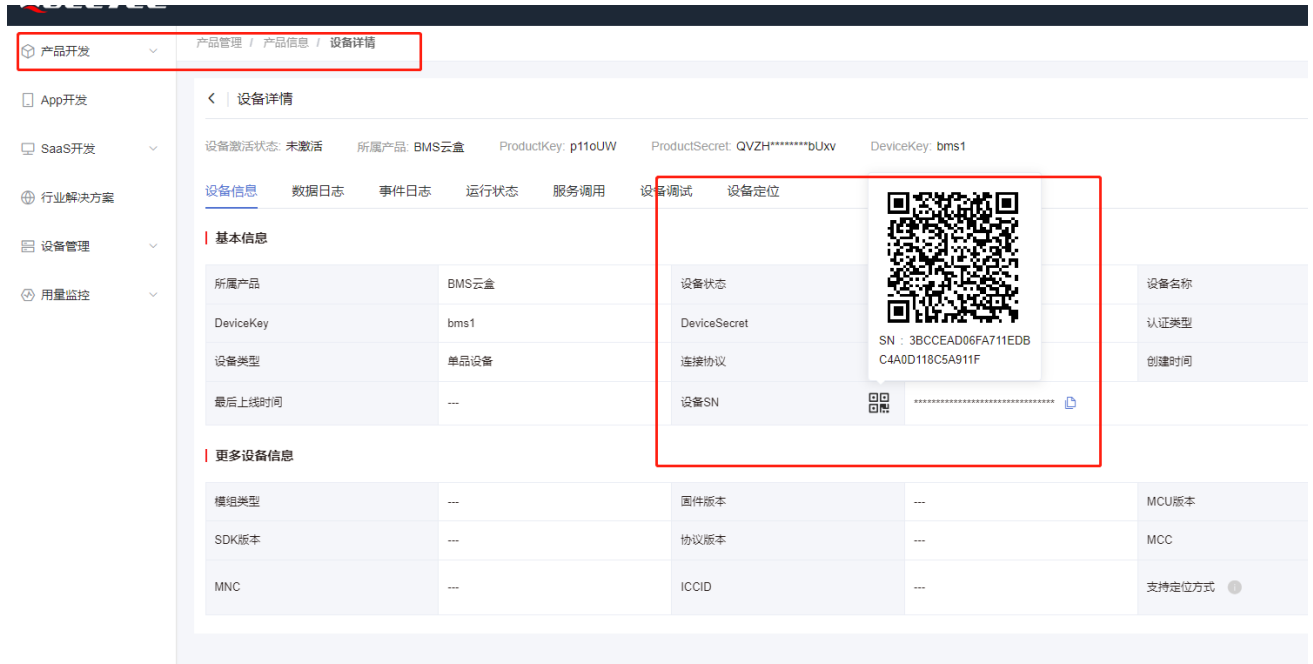 产品开发
产品管理 / 产品信息 / 设备详情
App开发
设备详情
SaaS开发
设备激活状态: 未激活 所属产品: BMS云盒 ProductKey: p11oUW ProductSecret: QVZH********bUxv DeviceKey: bms1
行业解决方案
设备信息 数据日志 事件日志 运行状态 服务调用 设备调试 设备定位
设备管理
基本信息
用量监控
所属产品 BMS云盒 设备状态 设备名称
DeviceKey bms1 DeviceSecret 认证类型
SN : 3BCCEAD06FA711EDB
C4A0D118C5A911F
设备类型 单品设备 连接协议 创建时间
最后上线时间 --- 设备SN ********************************
更多设备信息
模组类型 --- 固件版本 --- MCU版本
SDK版本 --- 协议版本 --- MCC
MNC --- ICCID --- 支持定位方式